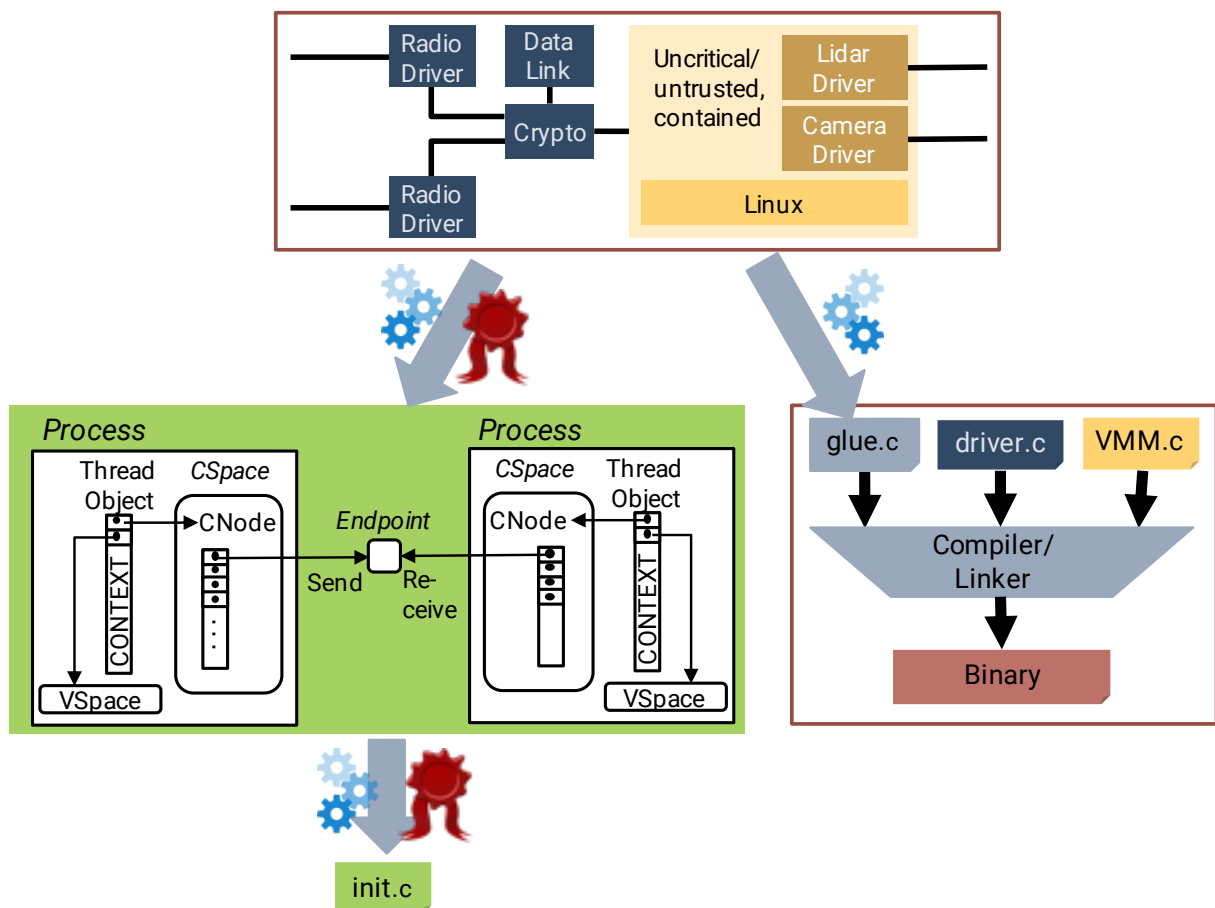 Radio
Driver
Data
Link
Crypto
Radio
Driver
Uncritical/
untrusted,
contained
Lidar
Driver
Camera
Driver
Linux
Process
Thread
Object
CSpace
CNode
CONTEXT
. . . .
VSpace
Endpoint
Send
Re-
ceive
Process
CSpace
Thread
Object
CNode
CONTEXT
VSpace
init.c
glue.c
driver.c
VMM.c
Compiler/
Linker
Binary